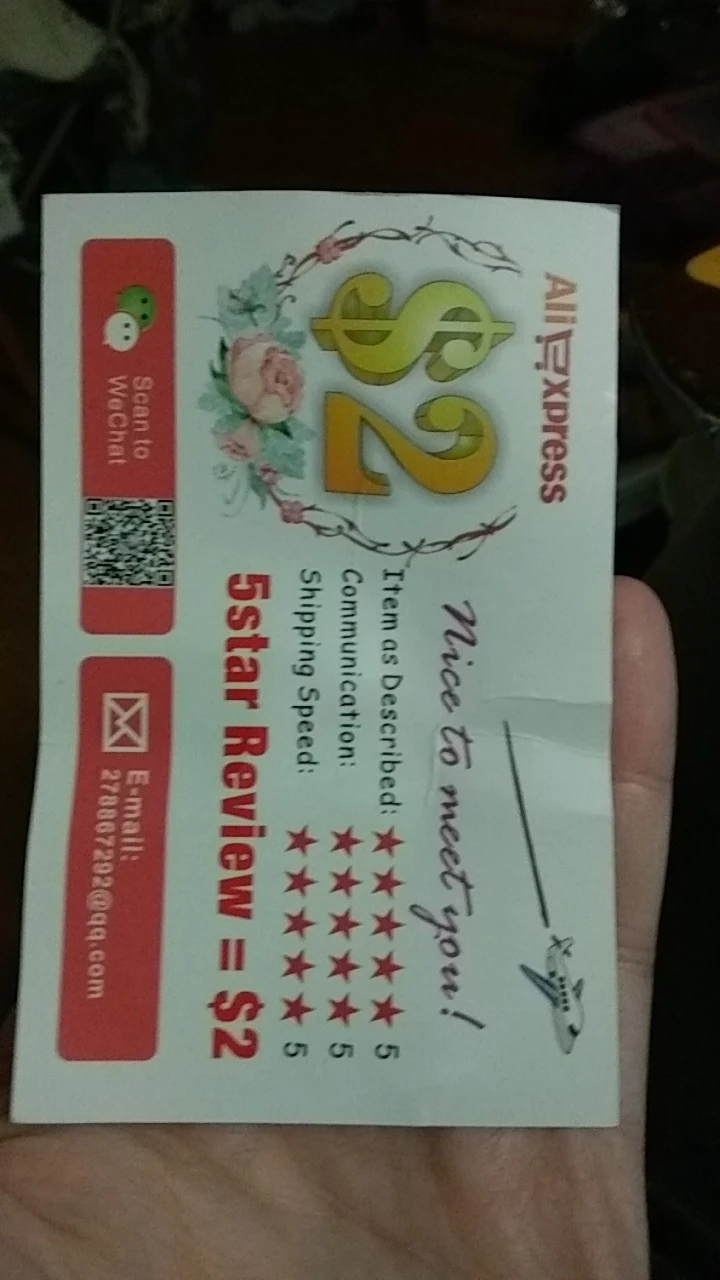 AliExpress
$2
Nice to meet you!
Item as Described: ★★★★★ 5
Communication: ★★★★★ 5
Shipping Speed: ★★★★★ 5
5star Review = $2
Scan to
WeChat
E-mail:
278867292@qq.com